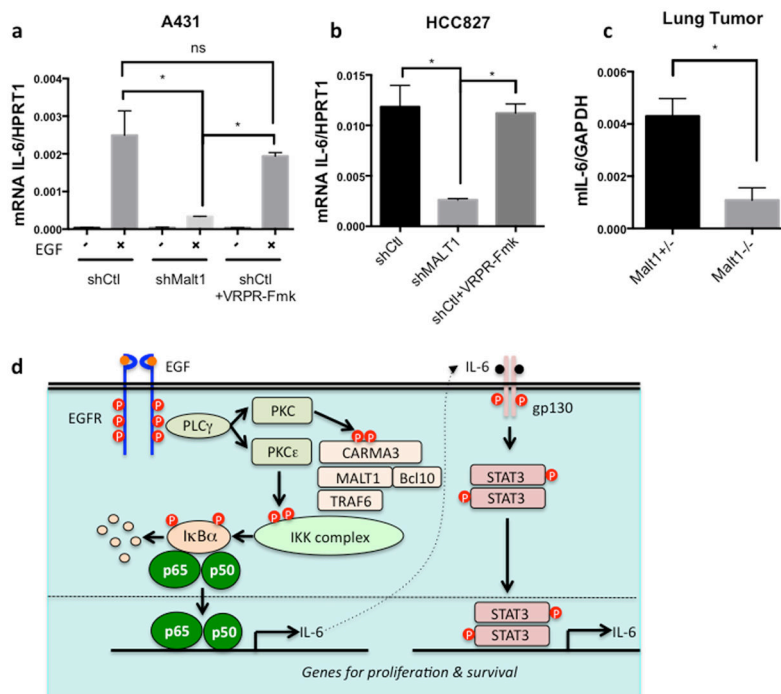 a
A431
ns
*
*
mRNA IL-6/HPRT1
0.004
0.003
0.002
0.001
0.000
EGF
-
+
-
+
-
+
shCtl
shMalt1
shCtl
+VRPR-Fmk
b
HCC827
*
*
mRNA IL-6/HPRT1
0.015
0.010
0.005
0.000
shCtl
shMALT1
shCtl+VRPR-Fmk
c
Lung Tumor
*
mIL-6/GAPDH
0.006
0.004
0.002
0.000
Malt1+/-
Malt1-/-
d
EGF
EGFR
P
P
P
P
P
P
PLCγ
PKC
PKCε
P P
CARMA3
MALT1
Bcl10
TRAF6
P P
IKK complex
P
P
IκBα
p65
p50
p65
p50
IL-6
IL-6
P
P
gp130
STAT3
P
P
STAT3
STAT3
P
P
STAT3
IL-6
Genes for proliferation & survival